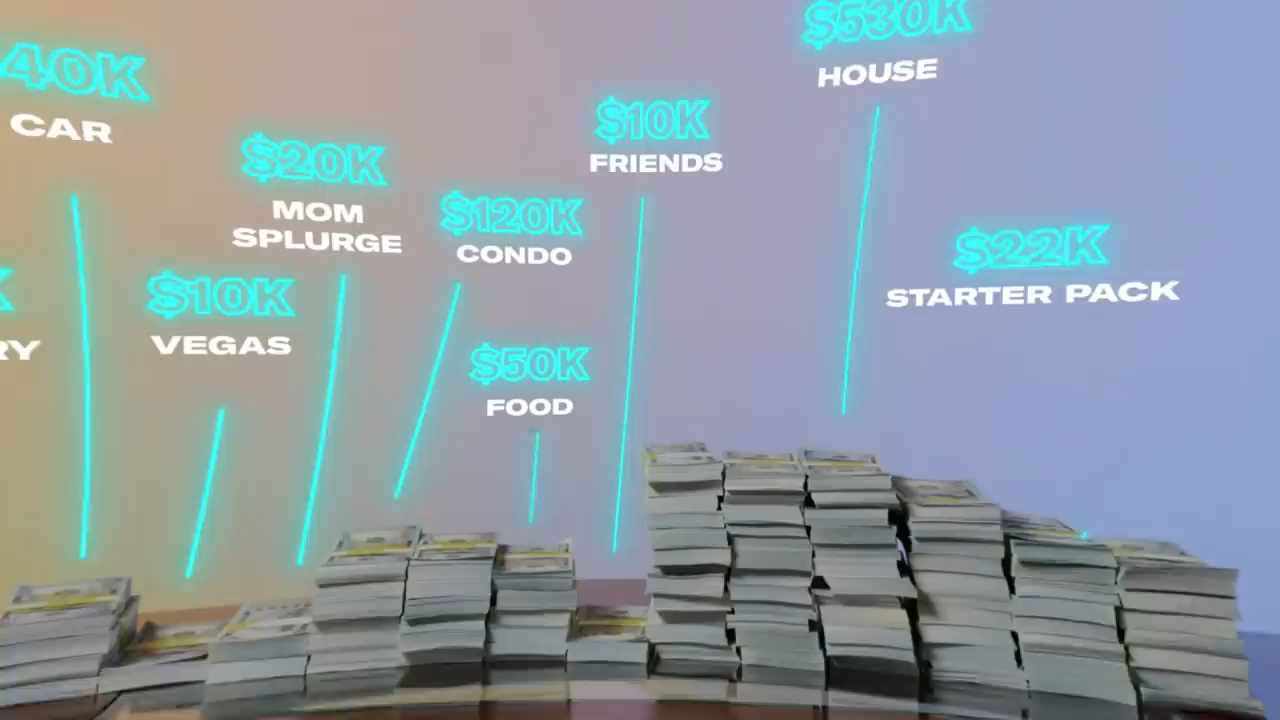 40K
CAR
$20K
MOM
SPLURGE
$10K
VEGAS
$120K
CONDO
$50K
FOOD
$10K
FRIENDS
$530K
HOUSE
$22K
STARTER PACK